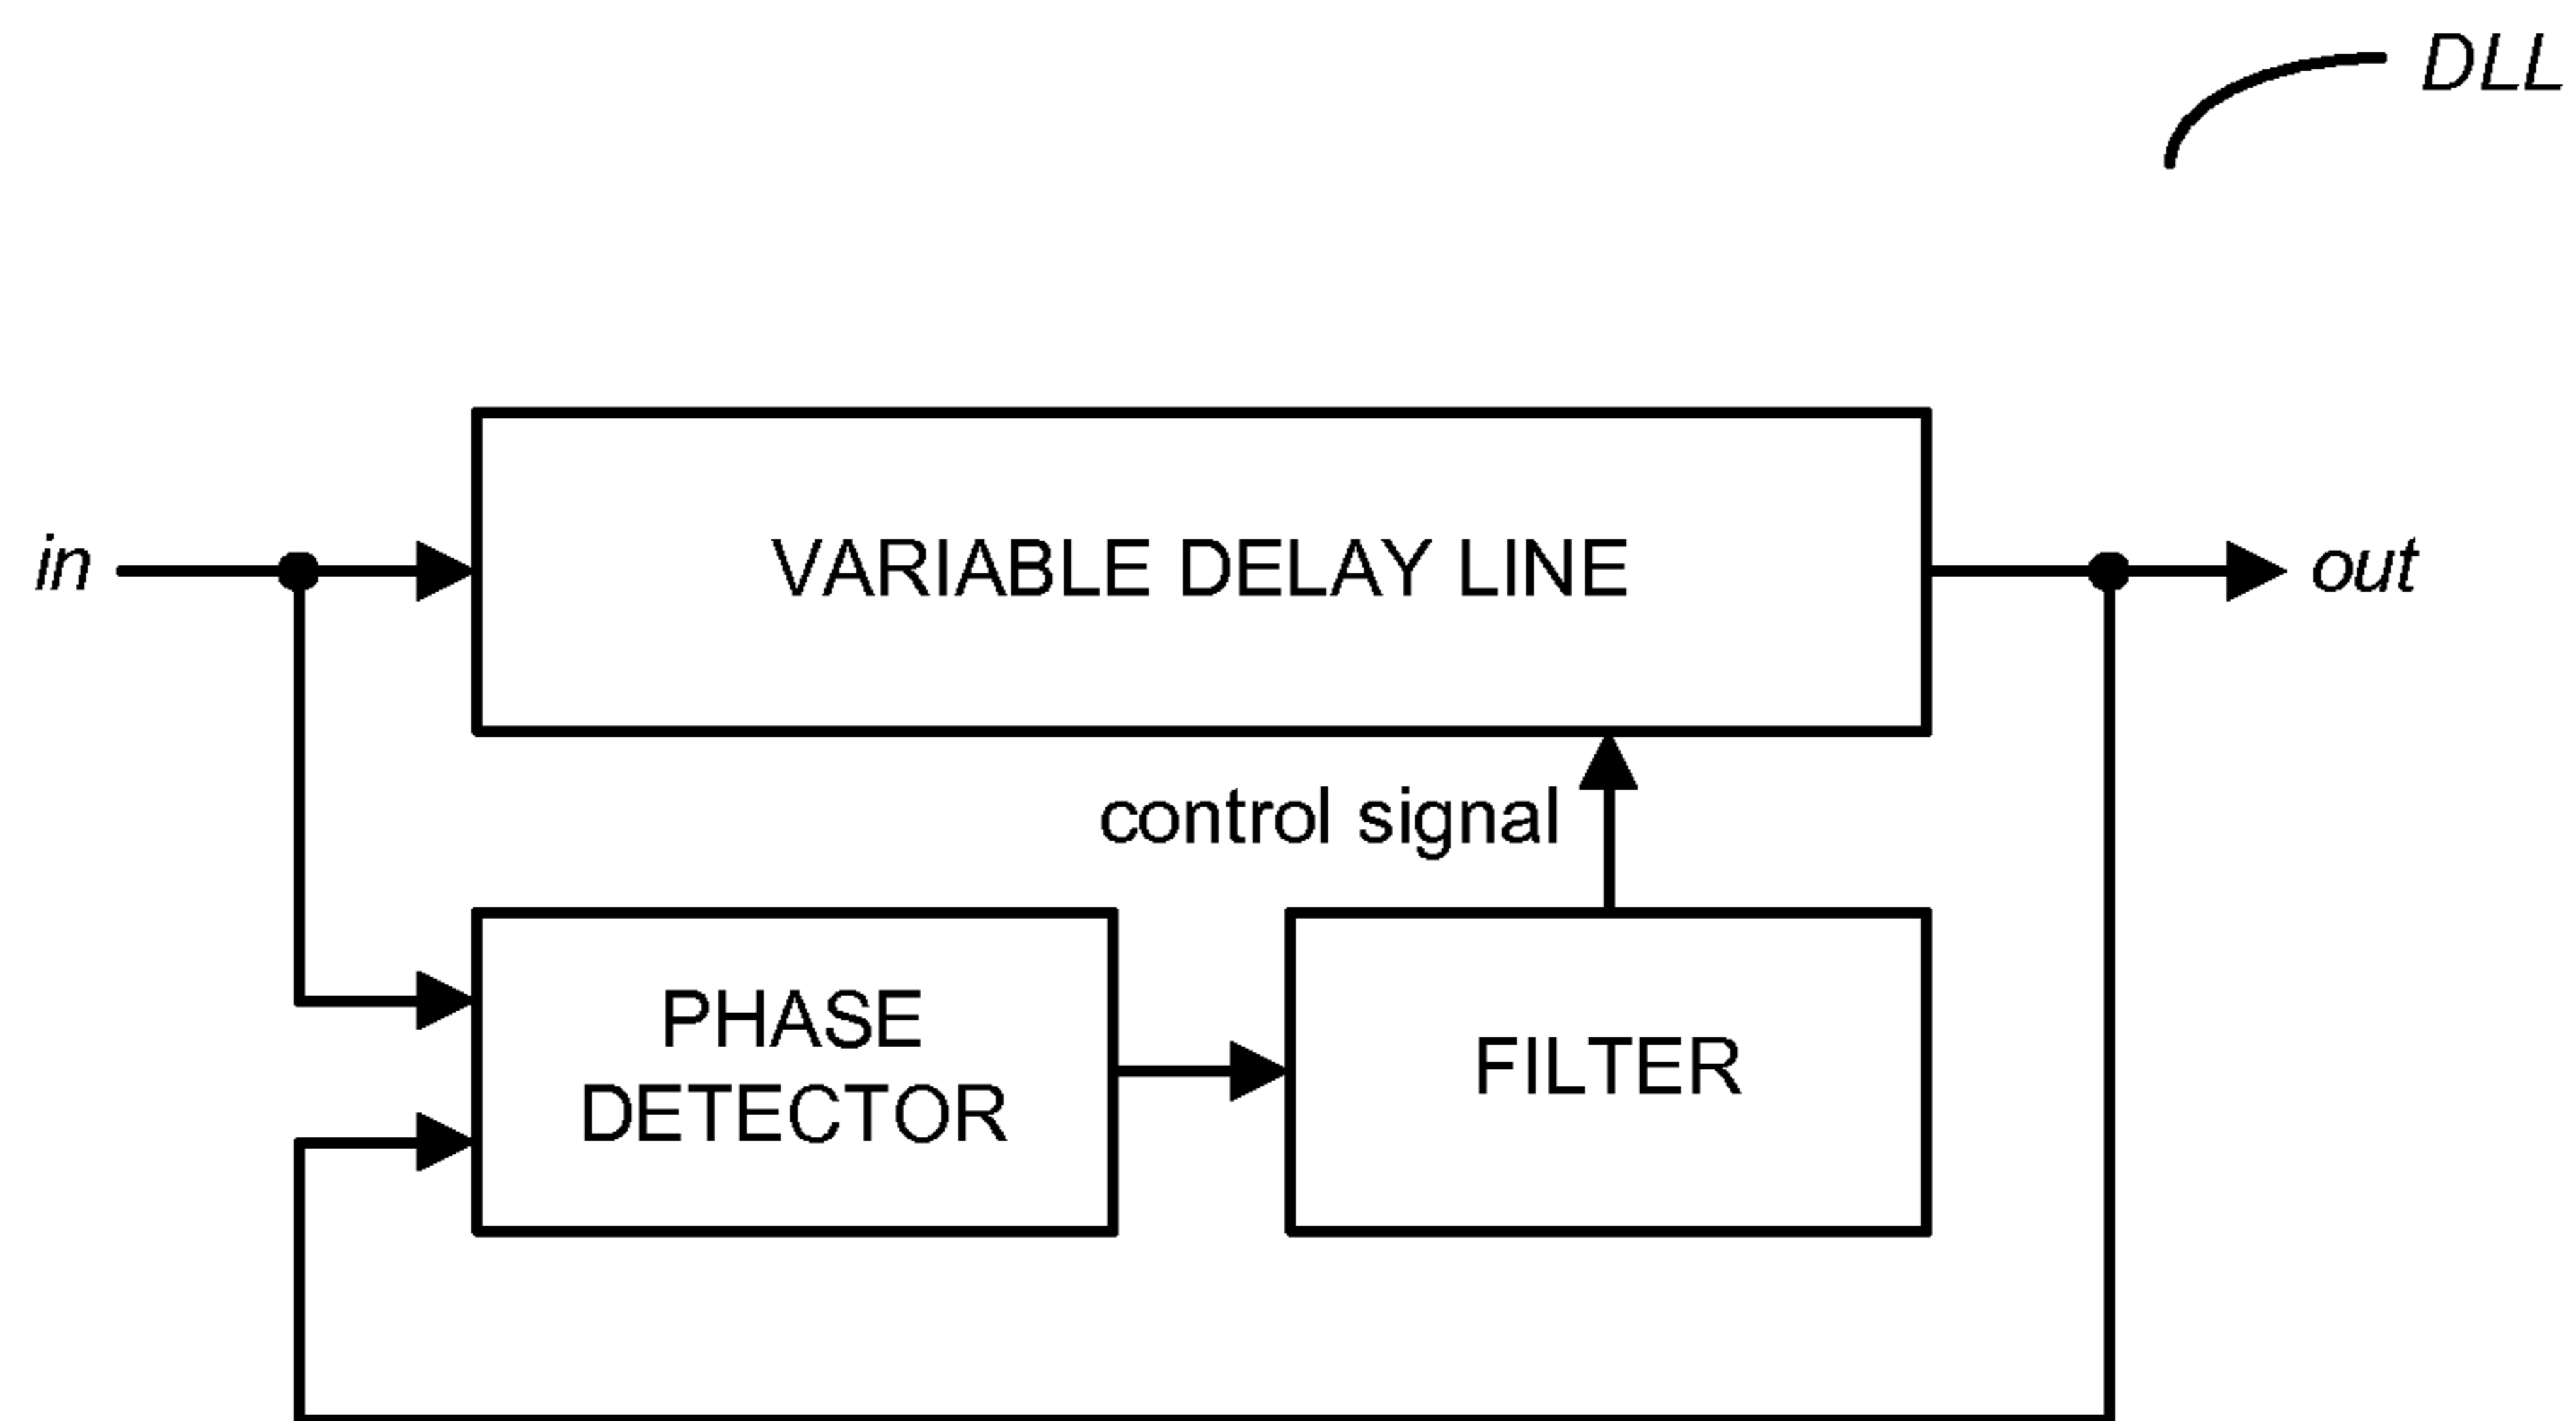 DLL
in
VARIABLE DELAY LINE
out
control signal
PHASE
DETECTOR
FILTER